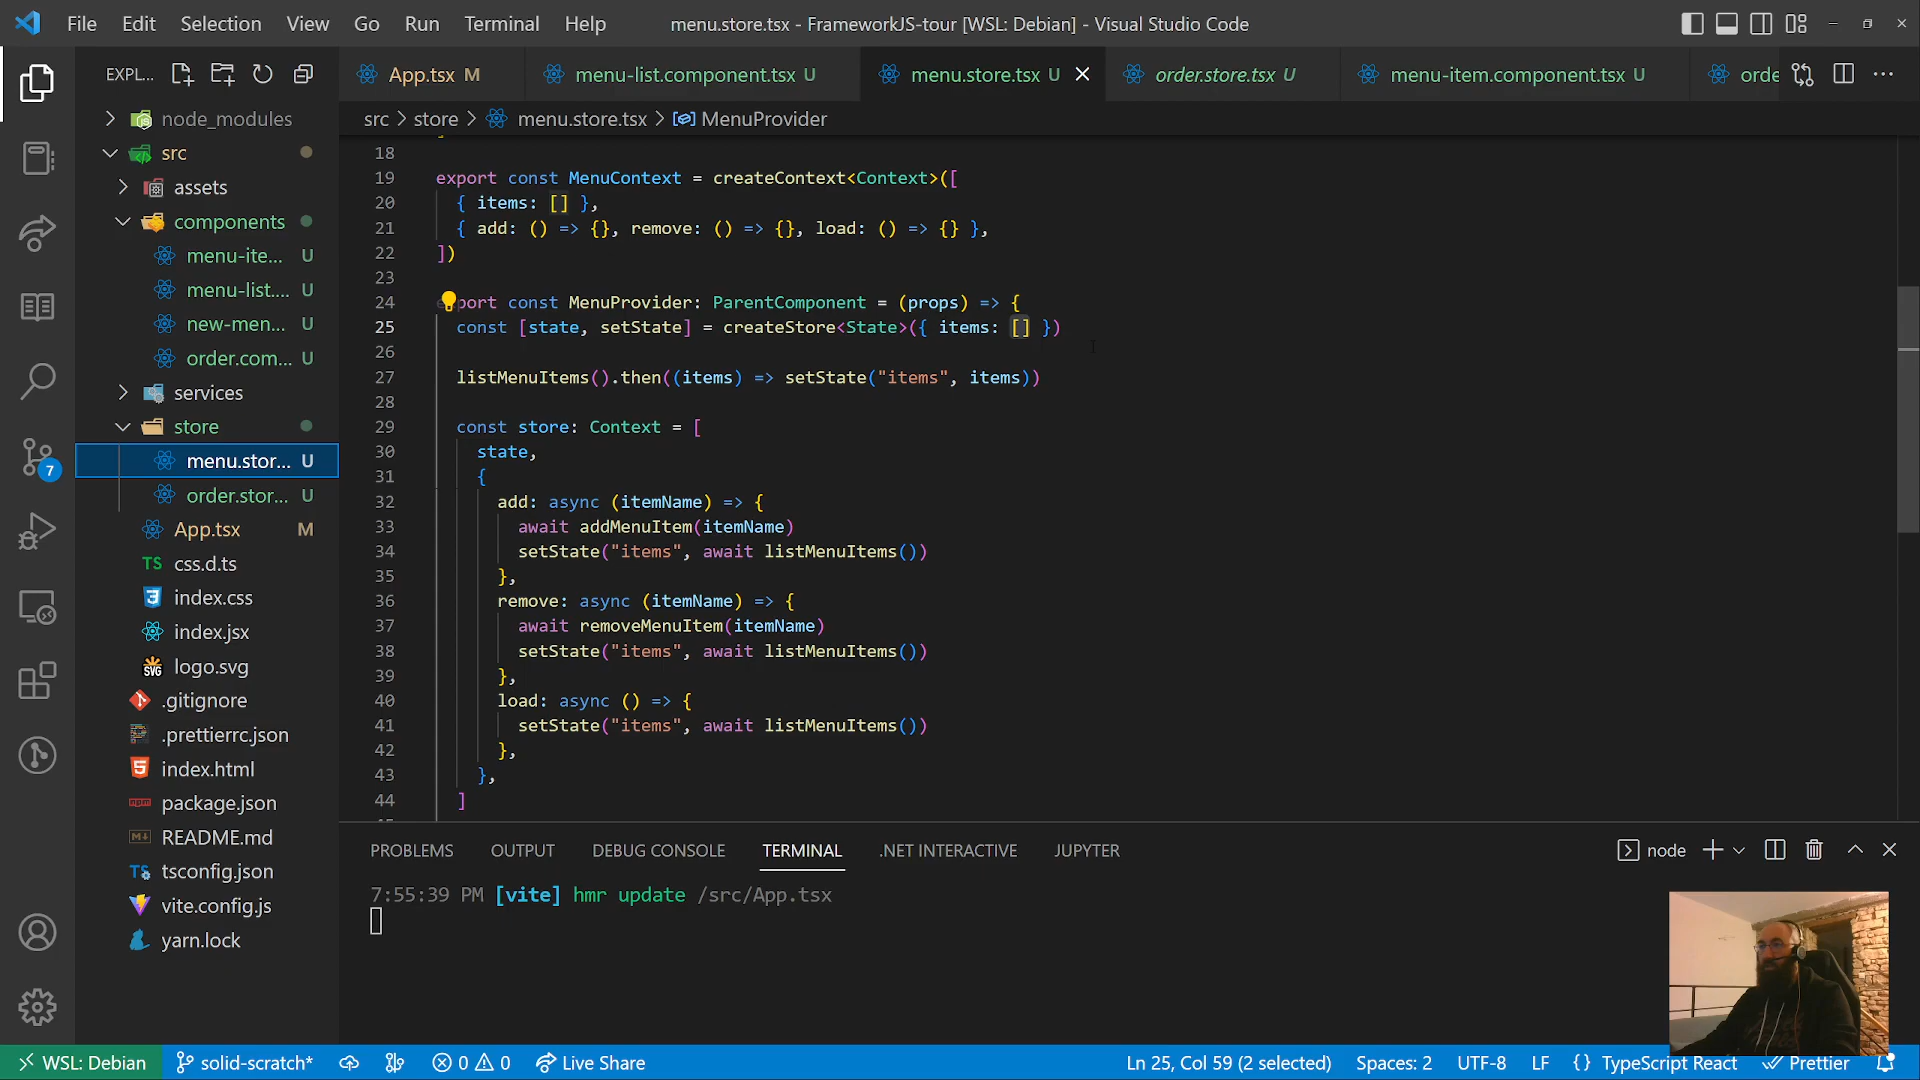 File Edit Selection View Go Run Terminal Help menu.store.tsx - FrameworkJS-tour [WSL: Debian] - Visual Studio Code
EXPL...
App.tsx M
menu-list.component.tsx U
menu.store.tsx U
order.store.tsx U
menu-item.component.tsx U
orde
src > store > menu.store.tsx > MenuProvider
node_modules
src
assets
components
menu-ite... U
menu-list.... U
new-men... U
order.com... U
services
store
menu.stor... U
order.stor... U
App.tsx M
css.d.ts
index.css
index.jsx
logo.svg
.gitignore
.prettierrc.json
index.html
package.json
README.md
tsconfig.json
vite.config.js
yarn.lock
7
18
19 export const MenuContext = createContext<Context>([
20 { items: [] },
21 { add: () => {}, remove: () => {}, load: () => {} },
22 ])
23
24 export const MenuProvider: ParentComponent = (props) => {
25 const [state, setState] = createStore<State>({ items: [] })
26
27 listMenuItems().then((items) => setState("items", items))
28
29 const store: Context = [
30 state,
31 {
32 add: async (itemName) => {
33 await addMenuItem(itemName)
34 setState("items", await listMenuItems())
35 },
36 remove: async (itemName) => {
37 await removeMenuItem(itemName)
38 setState("items", await listMenuItems())
39 },
40 load: async () => {
41 setState("items", await listMenuItems())
42 },
43 },
44 ]
PROBLEMS OUTPUT DEBUG CONSOLE TERMINAL .NET INTERACTIVE JUPYTER
node
7:55:39 PM [vite] hmr update /src/App.tsx
WSL: Debian solid-scratch* 0 0 Live Share Ln 25, Col 59 (2 selected) Spaces: 2 UTF-8 LF {} TypeScript React Prettier